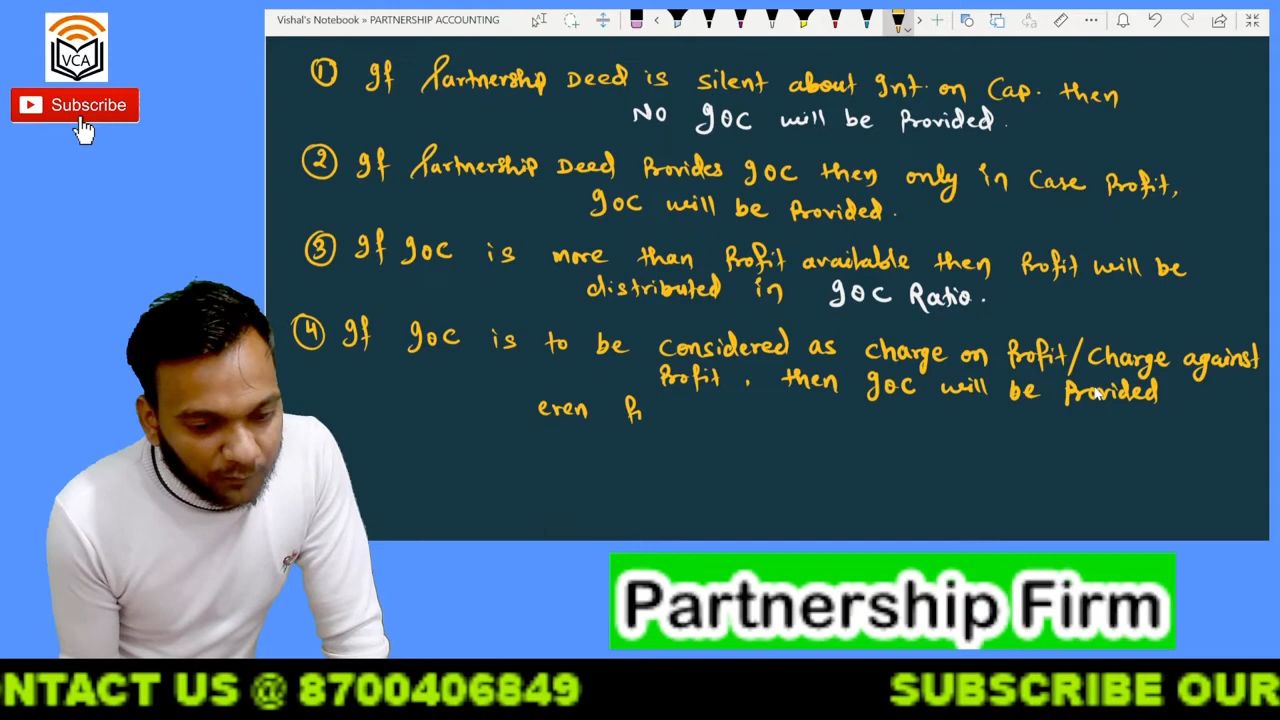 Vishal's Notebook » PARTNERSHIP ACCOUNTING
VCA
Subscribe
① If Partnership Deed is silent about Int. on Cap. then
No IOC will be Provided.
② If Partnership Deed Provides IOC then only in Case Profit,
IOC will be Provided.
③ If IOC is more than Profit available then Profit will be
distributed in IOC Ratio.
④ If IOC is to be Considered as charge on Profit/Charge against
Profit, then IOC will be Provided
even
Partnership Firm
ONTACT US @ 8700406849 SUBSCRIBE OUR